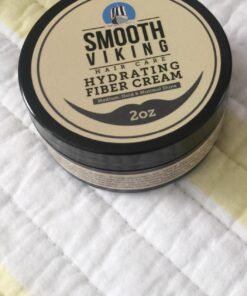 SMOOTH
VIKING
HAIR CARE
HYDRATING
FIBER CREAM
Medium Hold & Minimal Shine
2oz